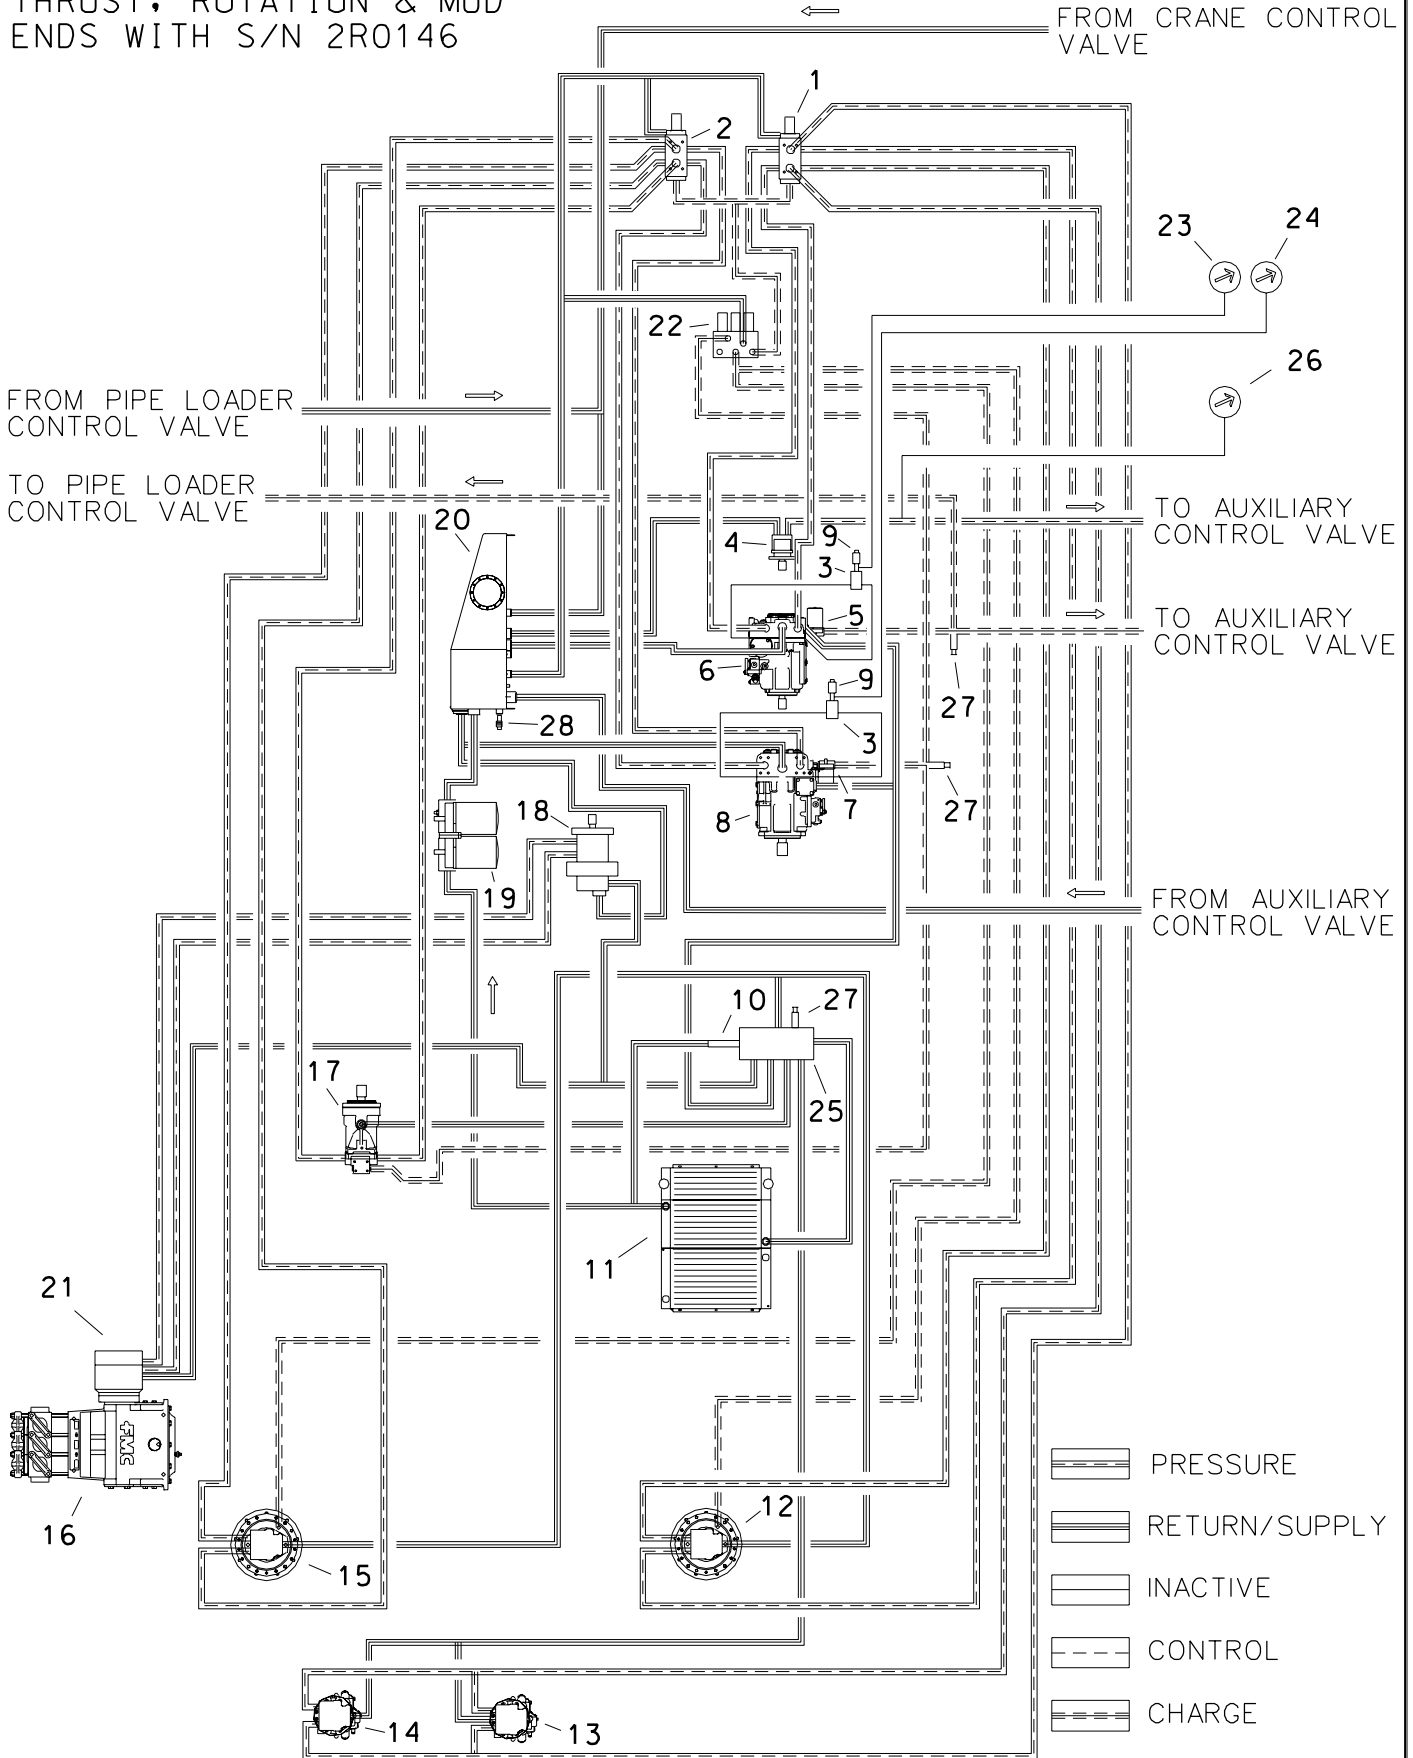 THRUST, ROTATION & MUD
ENDS WITH S/N 2R0146
FROM CRANE CONTROL
VALVE
1
2
23
24
22
26
FROM PIPE LOADER
CONTROL VALVE
TO PIPE LOADER
CONTROL VALVE
20
TO AUXILIARY
CONTROL VALVE
4
9
3
5
TO AUXILIARY
CONTROL VALVE
6
9
27
28
3
18
8
7
27
19
FROM AUXILIARY
CONTROL VALVE
10
27
17
25
11
21
FMC
PRESSURE
12
16
RETURN/SUPPLY
15
INACTIVE
CONTROL
14
13
CHARGE